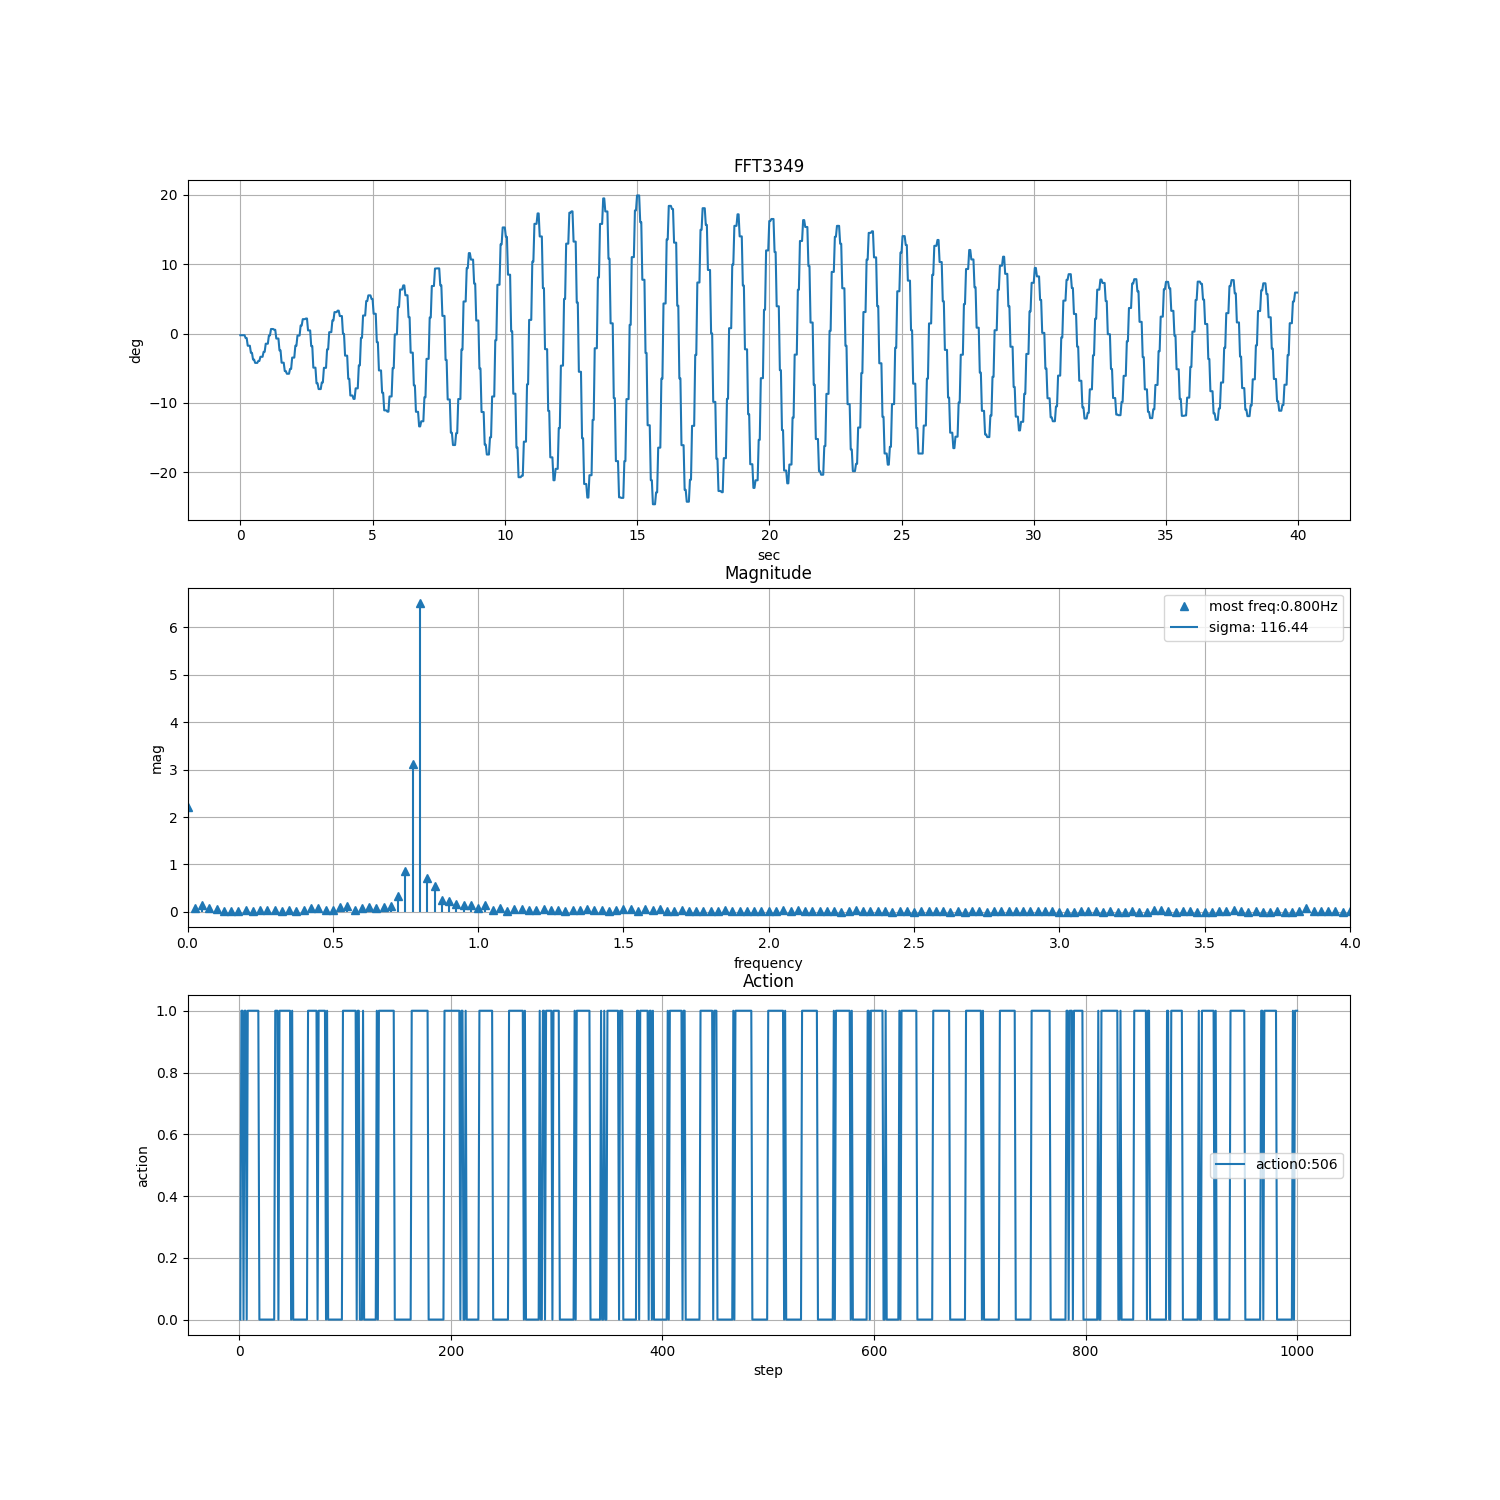 FFT3349
20
10
0
−10
−20
deg
0 5 10 15 20 25 30 35 40
sec
Magnitude
most freq:0.800Hz
sigma: 116.44
6
5
4
3
2
1
0
mag
0.0 0.5 1.0 1.5 2.0 2.5 3.0 3.5 4.0
frequency
Action
1.0
0.8
0.6
0.4
0.2
0.0
action
action0:506
0 200 400 600 800 1000
step